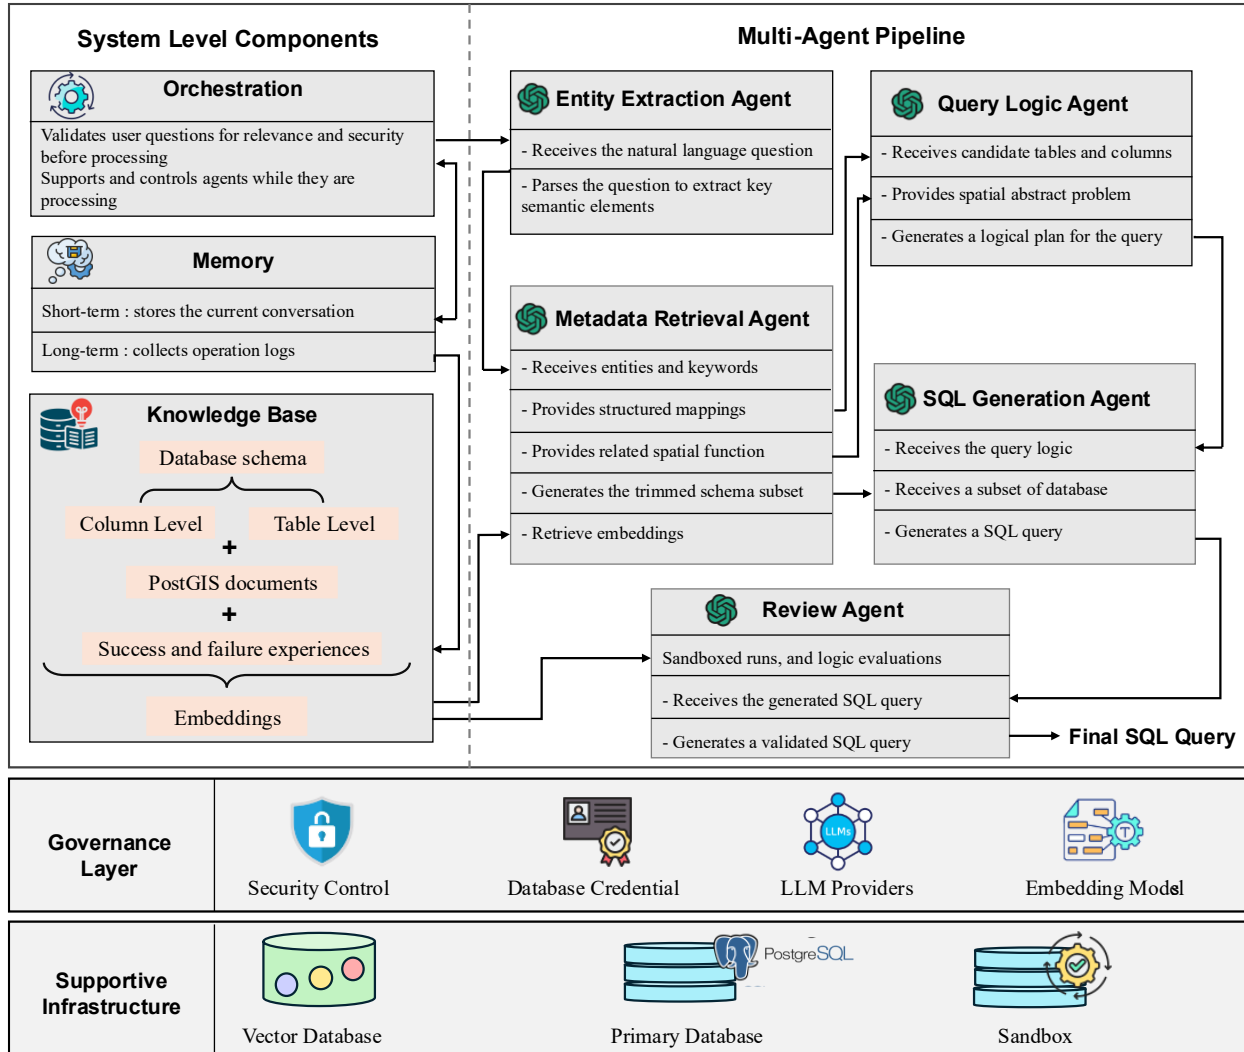 System Level Components
Orchestration
Validates user questions for relevance and security
before processing
Supports and controls agents while they are
processing
Memory
Short-term : stores the current conversation
Long-term : collects operation logs
Knowledge Base
Database schema
Column Level
Table Level
+
PostGIS documents
+
Success and failure experiences
Embeddings
Multi-Agent Pipeline
Entity Extraction Agent
- Receives the natural language question
- Parses the question to extract key
semantic elements
Metadata Retrieval Agent
- Receives entities and keywords
- Provides structured mappings
- Provides related spatial function
- Generates the trimmed schema subset
- Retrieve embeddings
Query Logic Agent
- Receives candidate tables and columns
- Provides spatial abstract problem
- Generates a logical plan for the query
SQL Generation Agent
- Receives the query logic
- Receives a subset of database
- Generates a SQL query
Review Agent
Sandboxed runs, and logic evaluations
- Receives the generated SQL query
- Generates a validated SQL query
Final SQL Query
Governance
Layer
Security Control
Database Credential
LLMs
LLM Providers
T
Embedding Models
Supportive
Infrastructure
Vector Database
PostgreSQL
Primary Database
Sandbox